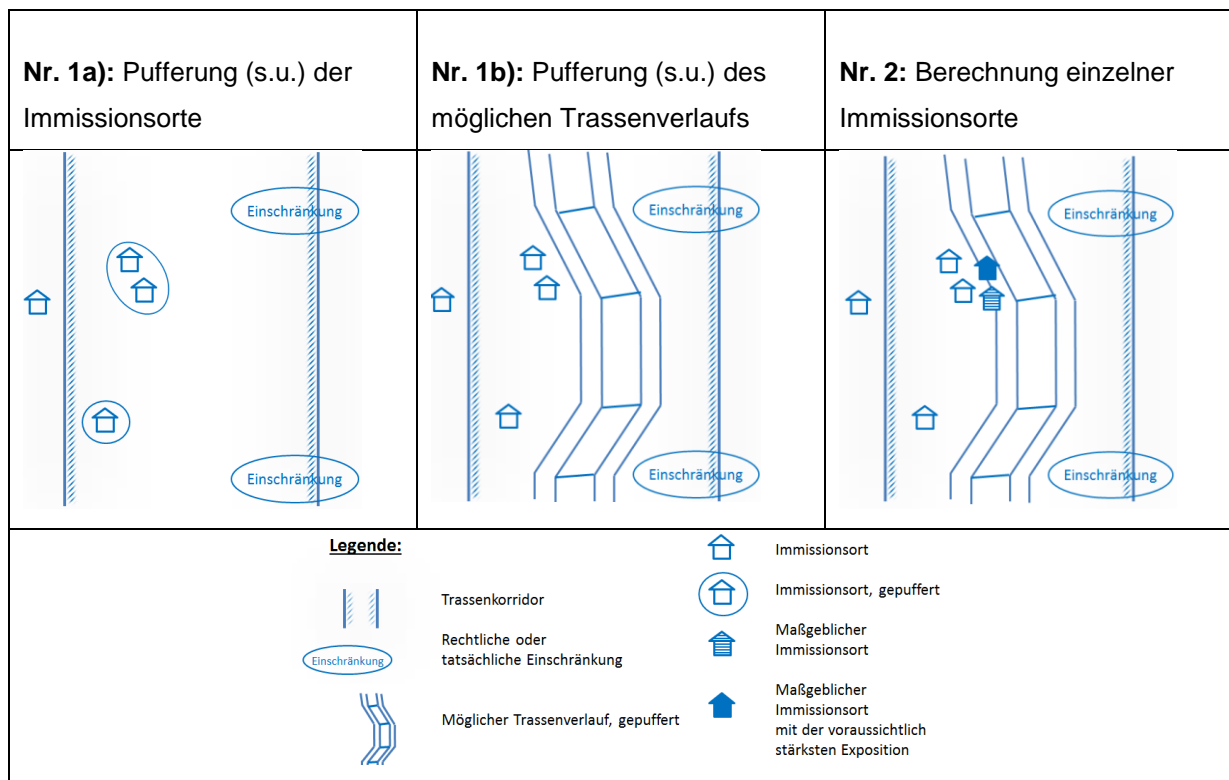 Nr. 1a): Pufferung (s.u.) der
Immissionsorte
Nr. 1b): Pufferung (s.u.) des
möglichen Trassenverlaufs
Nr. 2: Berechnung einzelner
Immissionsorte
Einschränkung
Einschränkung
Einschränkung
Einschränkung
Einschränkung
Einschränkung
Legende:
Trassenkorridor
Einschränkung
Rechtliche oder
tatsächliche Einschränkung
Möglicher Trassenverlauf, gepuffert
Immissionsort
Immissionsort, gepuffert
Maßgeblicher
Immissionsort
Maßgeblicher
Immissionsort
mit der voraussichtlich
stärksten Exposition